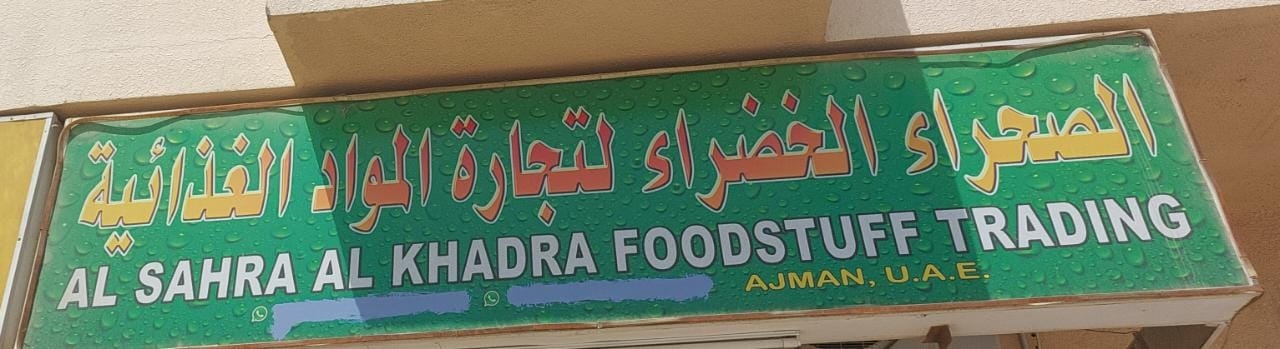 الصحراء الخضراء لتجارة المواد الغذائية
AL SAHRA AL KHADRA FOODSTUFF TRADING
AJMAN, U.A.E.